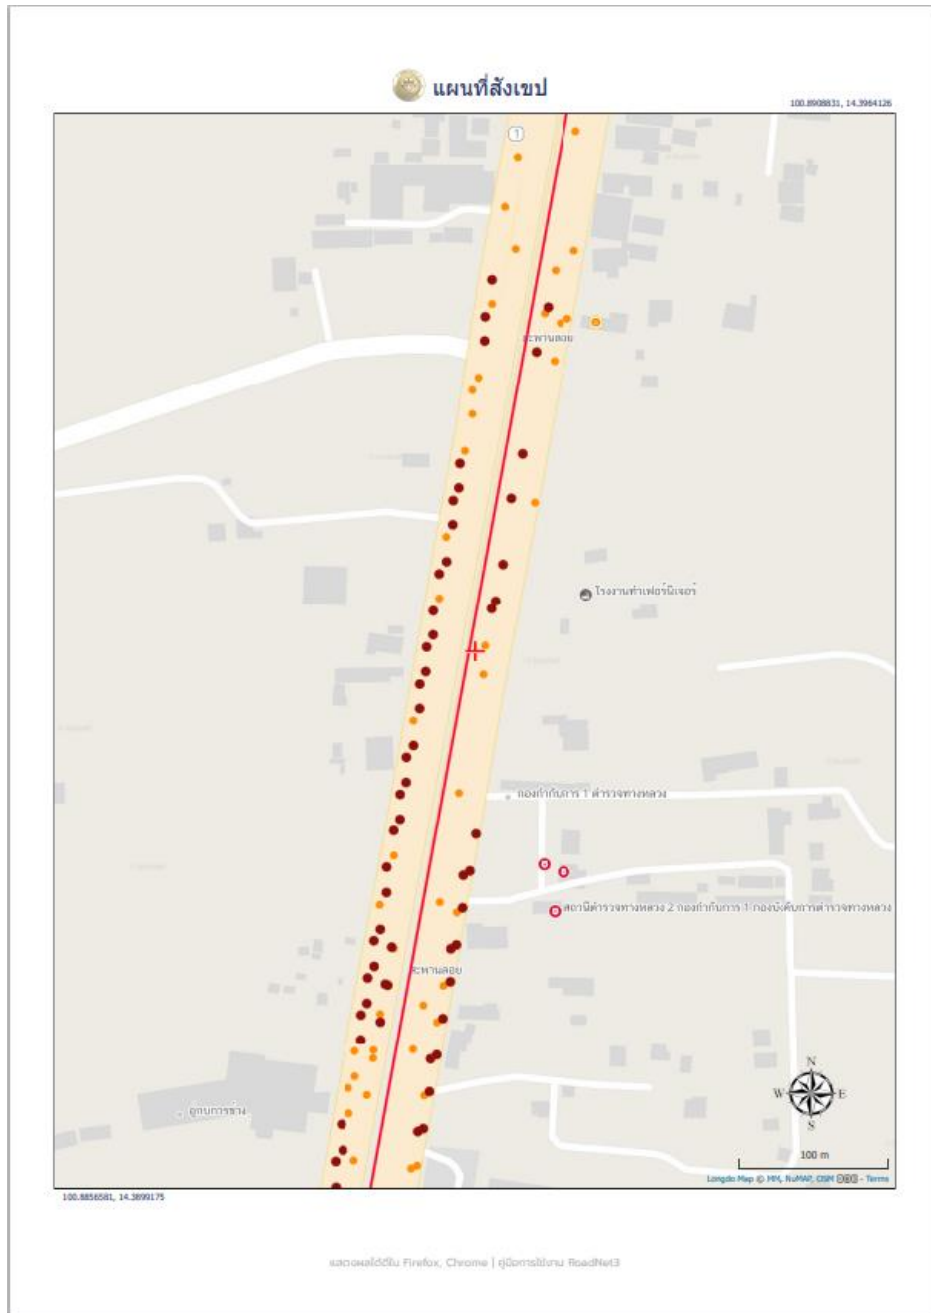 แผนที่สังเขป
100.8908831, 14.3964126
1
สะพานลอย
โรงงานทำเฟอร์นิเจอร์
กองกำกับการ 1 ตำรวจทางหลวง
สถานีตำรวจทางหลวง 2 กองกำกับการ 1 กองบังคับการตำรวจทางหลวง
สะพานลอย
อู่กบการช่าง
N
W E
S
100 m
Longdo Map © MM, NuMAP, OSM - Terms
100.8856581, 14.3899175
แสดงผลได้ดีใน Firefox, Chrome | คู่มือการใช้งาน RoadNet3